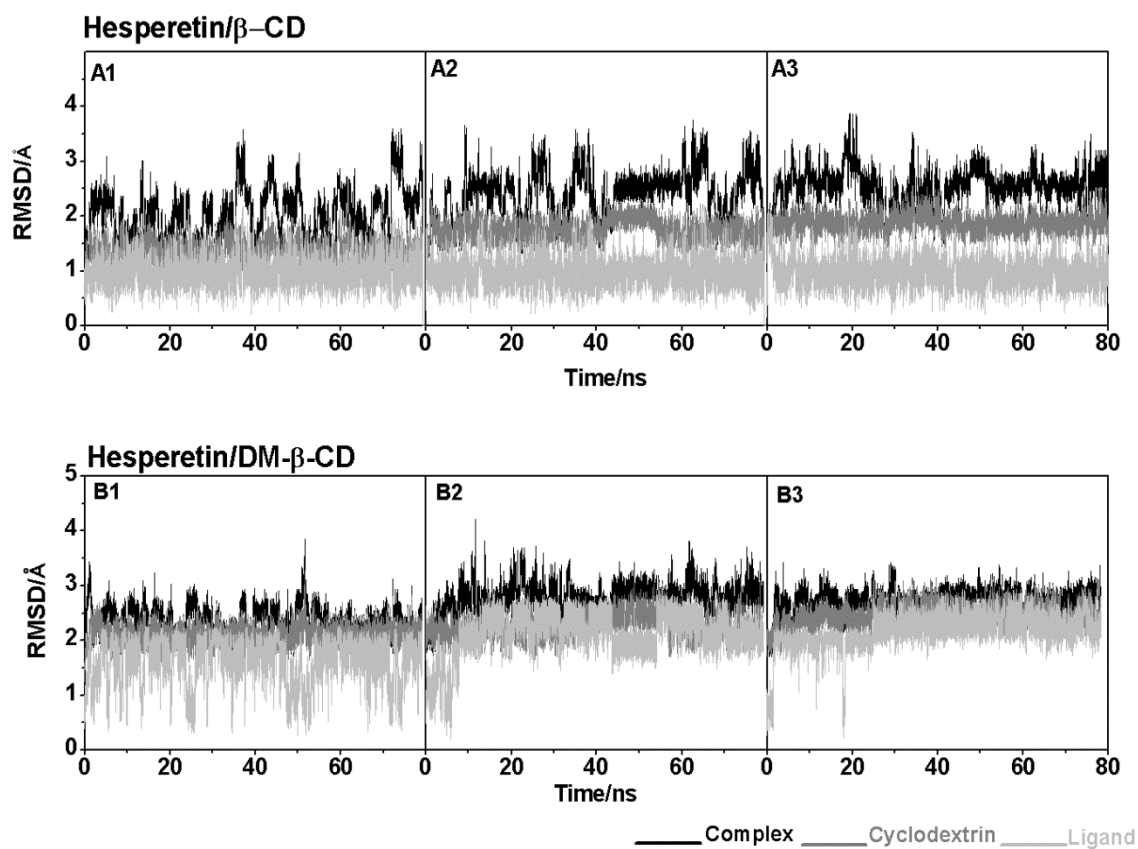 Hesperetin/β–CD
A1 A2 A3
4
3
2
1
0
RMSD/Å
0 20 40 60 0 20 40 60 0 20 40 60 80
Time/ns
Hesperetin/DM-β-CD
B1 B2 B3
5
4
3
2
1
0
RMSD/Å
0 20 40 60 0 20 40 60 0 20 40 60 80
Time/ns
Complex Cyclodextrin Ligand